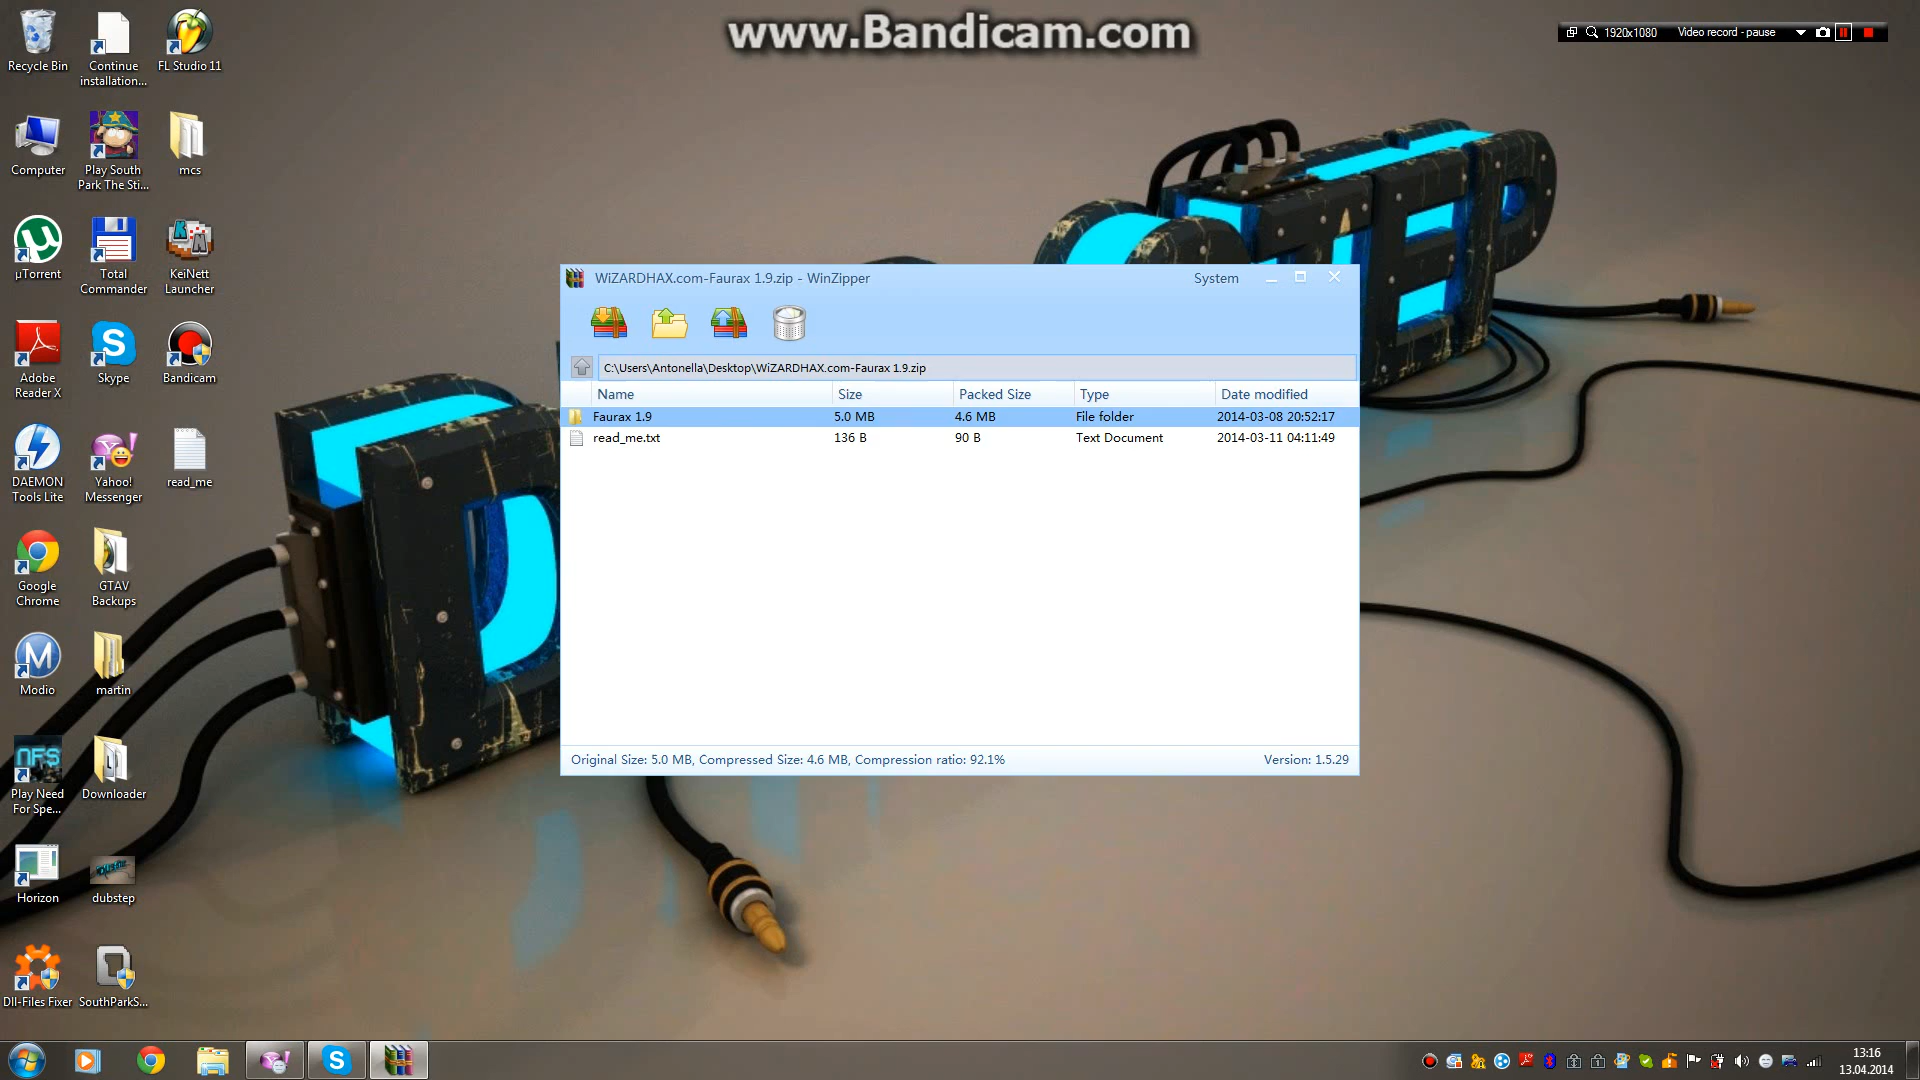 www.Bandicam.com
1920x1080 Video record - pause
Recycle Bin
Continue installation...
FL Studio 11
Computer
Play South Park The Sti...
mcs
µTorrent
Total Commander
KeiNett Launcher
Adobe Reader X
Skype
Bandicam
DAEMON Tools Lite
Yahoo! Messenger
read_me
Google Chrome
GTAV Backups
Modio
martin
NFS
Play Need For Spe...
Downloader
Horizon
dubstep
Dll-Files Fixer
SouthParkS...
WiZARDHAX.com-Faurax 1.9.zip - WinZipper
System
C:\Users\Antonella\Desktop\WiZARDHAX.com-Faurax 1.9.zip
Name Size Packed Size Type Date modified
Faurax 1.9 5.0 MB 4.6 MB File folder 2014-03-08 20:52:17
read_me.txt 136 B 90 B Text Document 2014-03-11 04:11:49
Original Size: 5.0 MB, Compressed Size: 4.6 MB, Compression ratio: 92.1%
Version: 1.5.29
13:16
13.04.2014